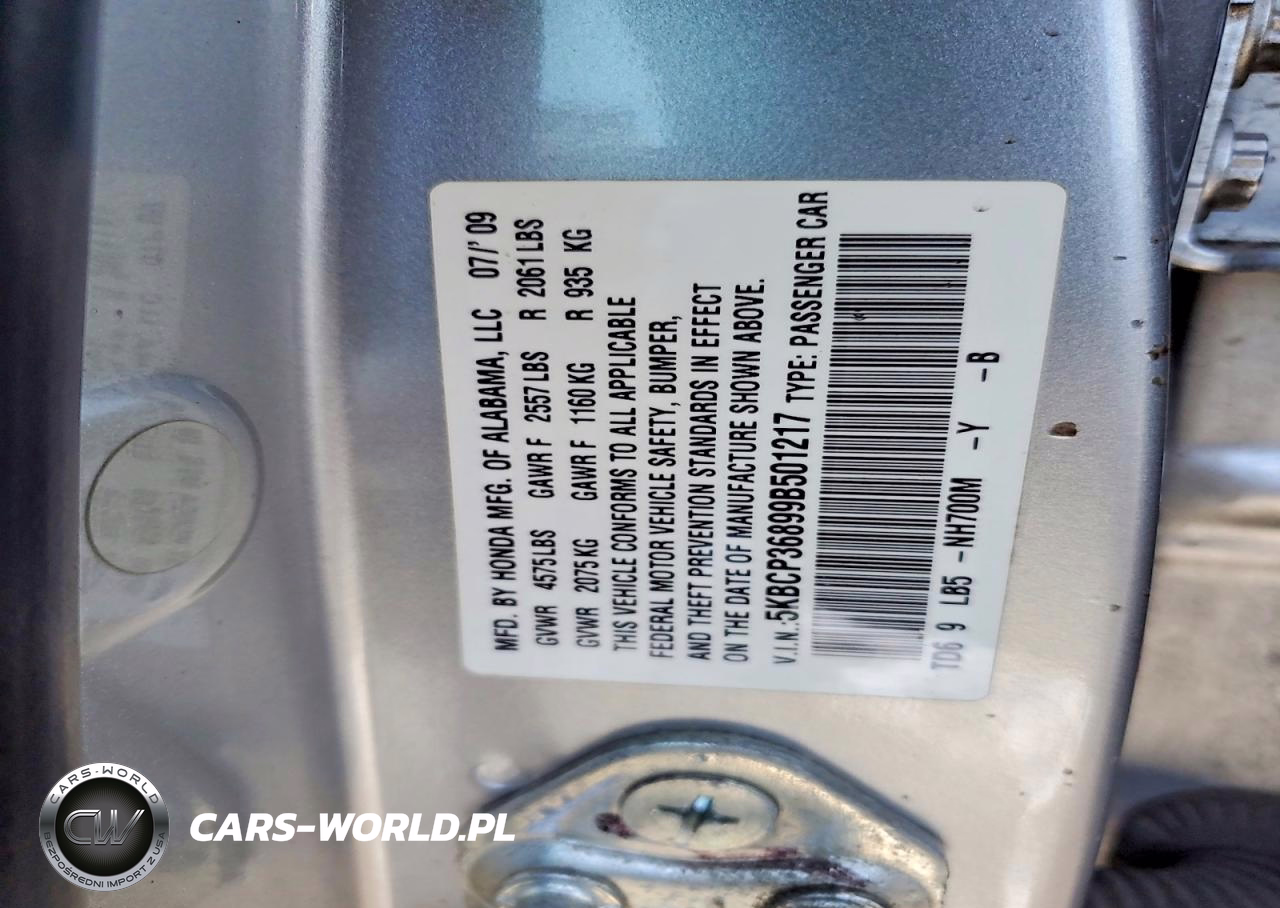 MFD. BY HONDA MFG. OF ALABAMA, LLC 07/'09
GVWR 4575LBS GAWR F 2557LBS R 2061LBS
GVWR 2075KG GAWR F 1160KG R 935 KG
THIS VEHICLE CONFORMS TO ALL APPLICABLE
FEDERAL MOTOR VEHICLE SAFETY, BUMPER,
AND THEFT PREVENTION STANDARDS IN EFFECT
ON THE DATE OF MANUFACTURE SHOWN ABOVE.
V.I.N.:5KBCP36899B501217 TYPE: PASSENGER CAR
TD6 9 LB5 -NH700M -Y -B
CARS-WORLD
CW
BEZPOŚREDNI IMPORT Z USA
CARS-WORLD.PL